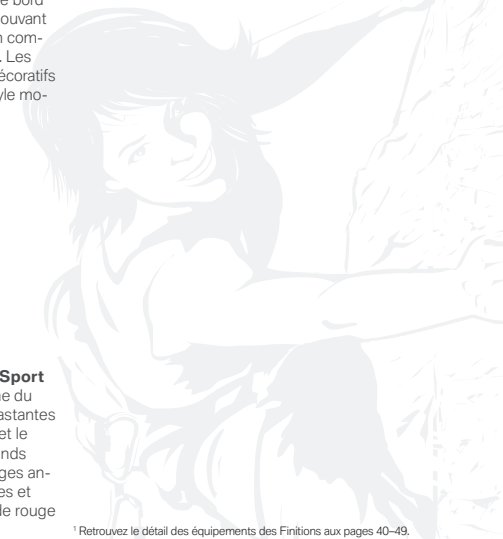 e bord
ouvant
n com-
. Les
écoratifs
yle mo-
Sport
ne du
astantes
et le
nds
ges an-
es et
de rouge
¹ Retrouvez le détail des équipements des Finitions aux pages 40–49.